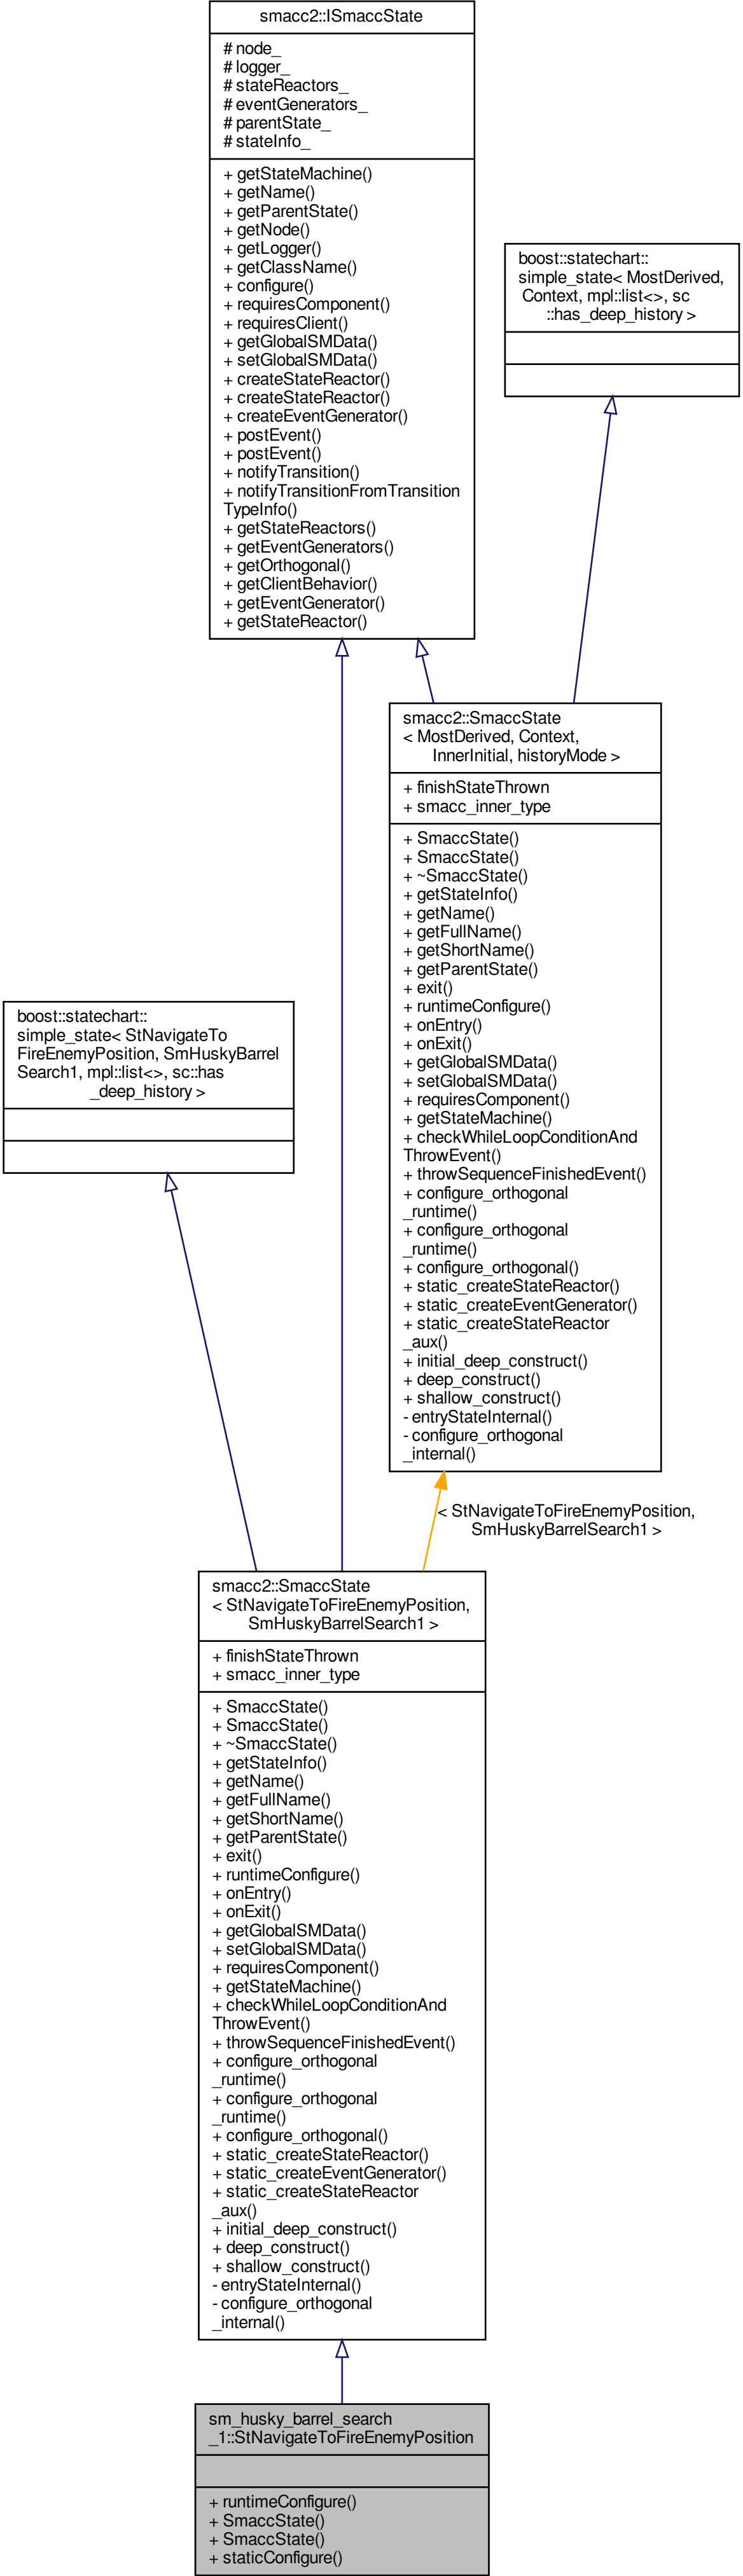 smacc2::ISmaccState
# node_
# logger_
# stateReactors_
# eventGenerators_
# parentState_
# stateInfo_
+ getStateMachine()
+ getName()
+ getParentState()
+ getNode()
+ getLogger()
+ getClassName()
+ configure()
+ requiresComponent()
+ requiresClient()
+ getGlobalSMData()
+ setGlobalSMData()
+ createStateReactor()
+ createStateReactor()
+ createEventGenerator()
+ postEvent()
+ postEvent()
+ notifyTransition()
+ notifyTransitionFromTransition
TypeInfo()
+ getStateReactors()
+ getEventGenerators()
+ getOrthogonal()
+ getClientBehavior()
+ getEventGenerator()
+ getStateReactor()
boost::statechart::
simple_state< MostDerived,
Context, mpl::list<>, sc
::has_deep_history >
smacc2::SmaccState
< MostDerived, Context,
InnerInitial, historyMode >
+ finishStateThrown
+ smacc_inner_type
+ SmaccState()
+ SmaccState()
+ ~SmaccState()
+ getStateInfo()
+ getName()
+ getFullName()
+ getShortName()
+ getParentState()
+ exit()
+ runtimeConfigure()
+ onEntry()
+ onExit()
+ getGlobalSMData()
+ setGlobalSMData()
+ requiresComponent()
+ getStateMachine()
+ checkWhileLoopConditionAnd
ThrowEvent()
+ throwSequenceFinishedEvent()
+ configure_orthogonal
_runtime()
+ configure_orthogonal
_runtime()
+ configure_orthogonal()
+ static_createStateReactor()
+ static_createEventGenerator()
+ static_createStateReactor
_aux()
+ initial_deep_construct()
+ deep_construct()
+ shallow_construct()
- entryStateInternal()
- configure_orthogonal
_internal()
boost::statechart::
simple_state< StNavigateTo
FireEnemyPosition, SmHuskyBarrel
Search1, mpl::list<>, sc::has
_deep_history >
< StNavigateToFireEnemyPosition,
SmHuskyBarrelSearch1 >
smacc2::SmaccState
< StNavigateToFireEnemyPosition,
SmHuskyBarrelSearch1 >
+ finishStateThrown
+ smacc_inner_type
+ SmaccState()
+ SmaccState()
+ ~SmaccState()
+ getStateInfo()
+ getName()
+ getFullName()
+ getShortName()
+ getParentState()
+ exit()
+ runtimeConfigure()
+ onEntry()
+ onExit()
+ getGlobalSMData()
+ setGlobalSMData()
+ requiresComponent()
+ getStateMachine()
+ checkWhileLoopConditionAnd
ThrowEvent()
+ throwSequenceFinishedEvent()
+ configure_orthogonal
_runtime()
+ configure_orthogonal
_runtime()
+ configure_orthogonal()
+ static_createStateReactor()
+ static_createEventGenerator()
+ static_createStateReactor
_aux()
+ initial_deep_construct()
+ deep_construct()
+ shallow_construct()
- entryStateInternal()
- configure_orthogonal
_internal()
sm_husky_barrel_search
_1::StNavigateToFireEnemyPosition
+ runtimeConfigure()
+ SmaccState()
+ SmaccState()
+ staticConfigure()